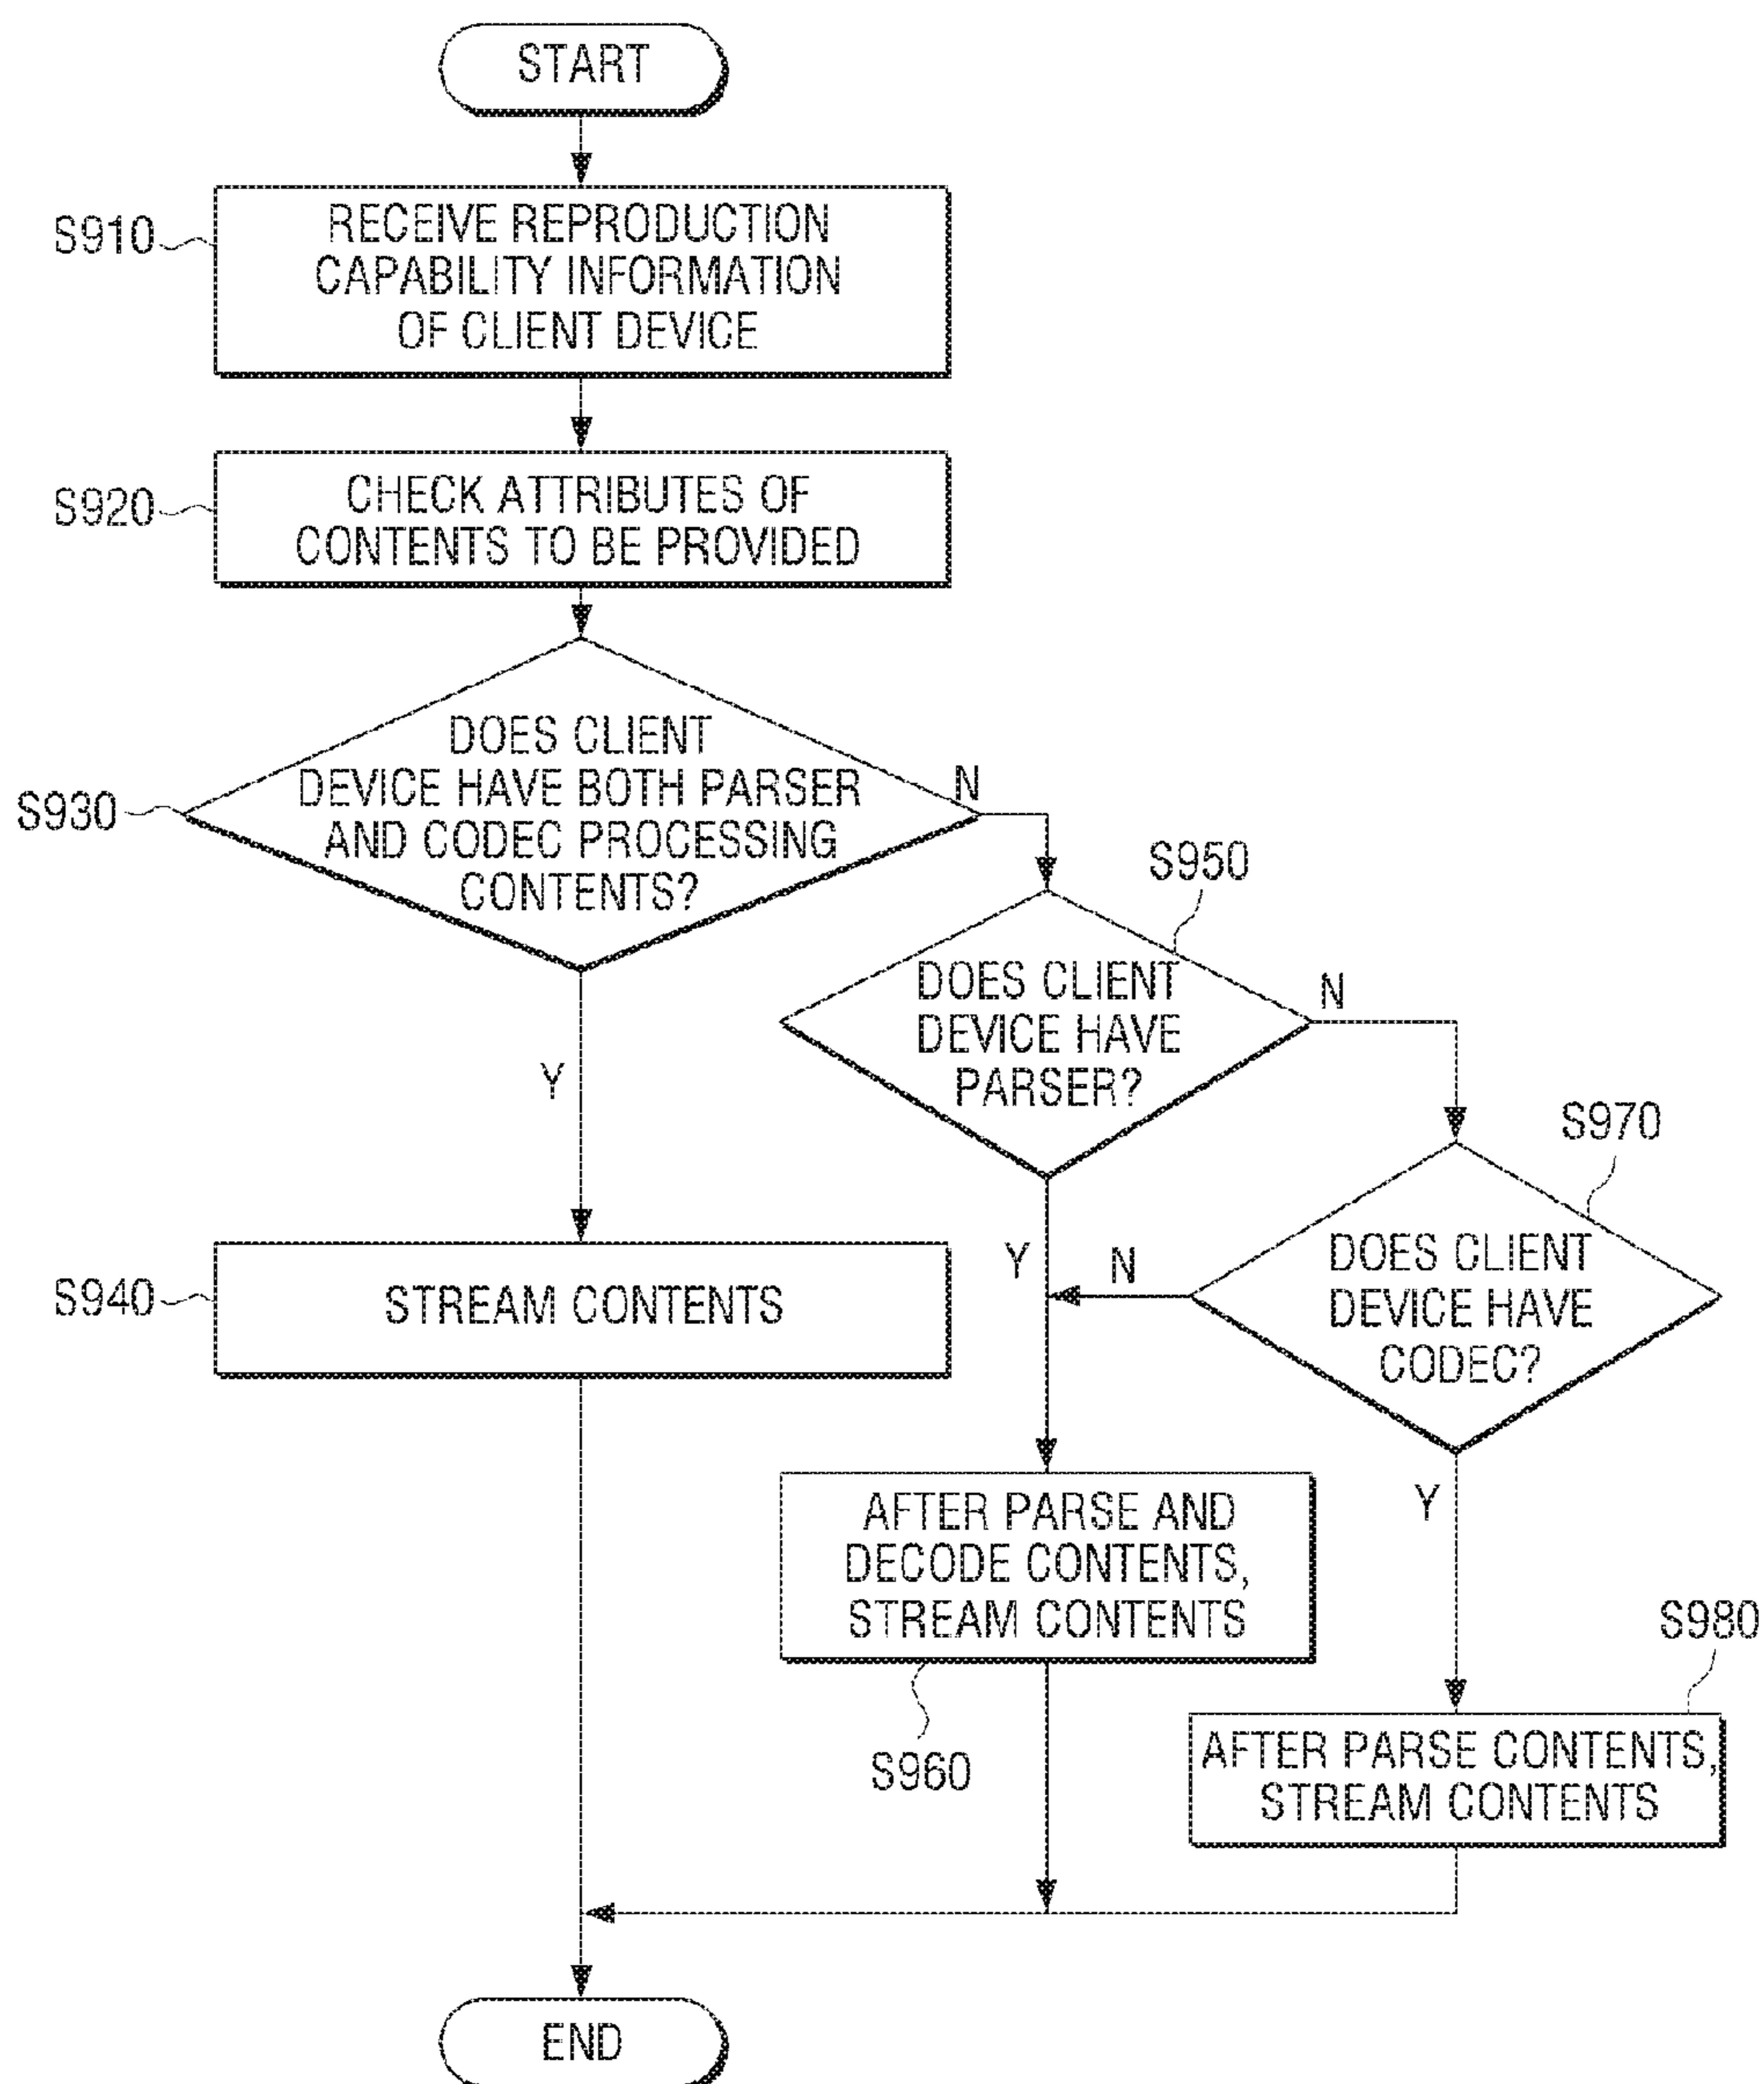 START
S910
RECEIVE REPRODUCTION
CAPABILITY INFORMATION
OF CLIENT DEVICE
S920
CHECK ATTRIBUTES OF
CONTENTS TO BE PROVIDED
S930
DOES CLIENT
DEVICE HAVE BOTH PARSER
AND CODEC PROCESSING
CONTENTS?
N
Y
S950
DOES CLIENT
DEVICE HAVE
PARSER?
N
Y
S970
DOES CLIENT
DEVICE HAVE
CODEC?
N
Y
S940
STREAM CONTENTS
AFTER PARSE AND
DECODE CONTENTS,
STREAM CONTENTS
S960
S980
AFTER PARSE CONTENTS,
STREAM CONTENTS
END